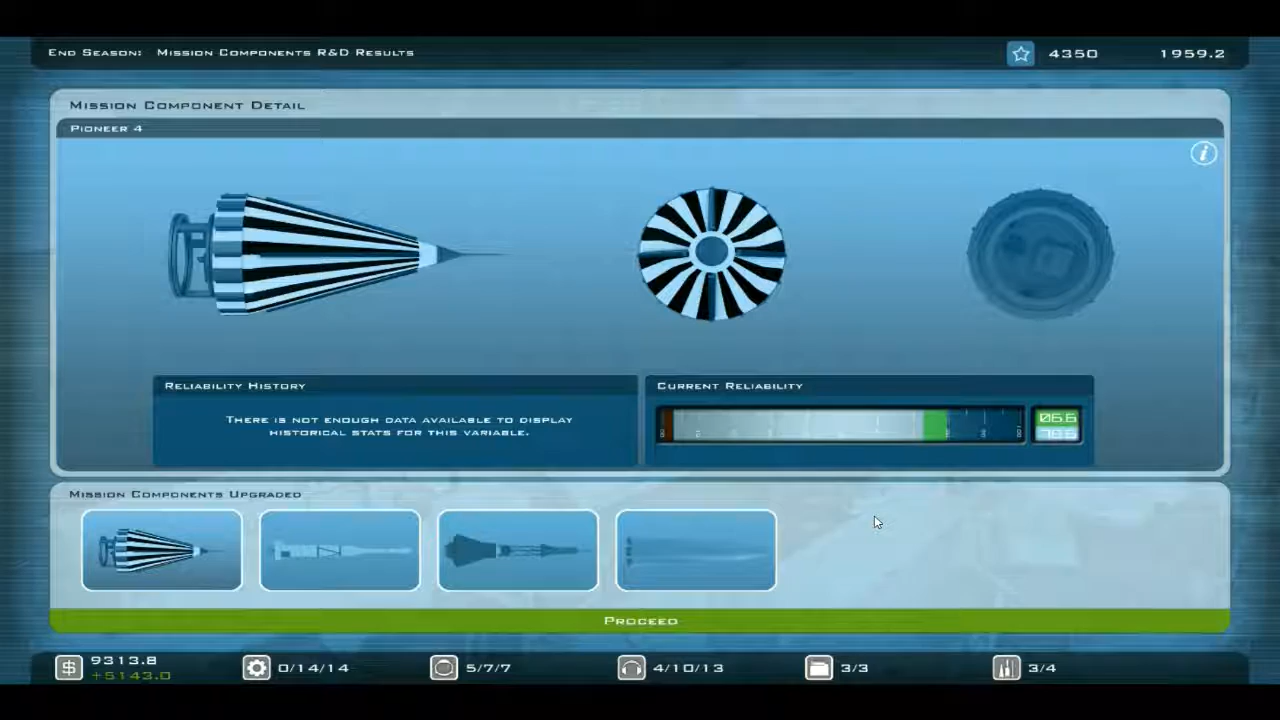 End Season: Mission Components R&D Results
4350
1959.2
Mission Component Detail
Pioneer 4
i
Reliability History
There is not enough data available to display
historical stats for this variable.
Current Reliability
06.6
Mission Components Upgraded
Proceed
$
9313.8
+5143.0
0/14/14
5/7/7
4/10/13
3/3
3/4